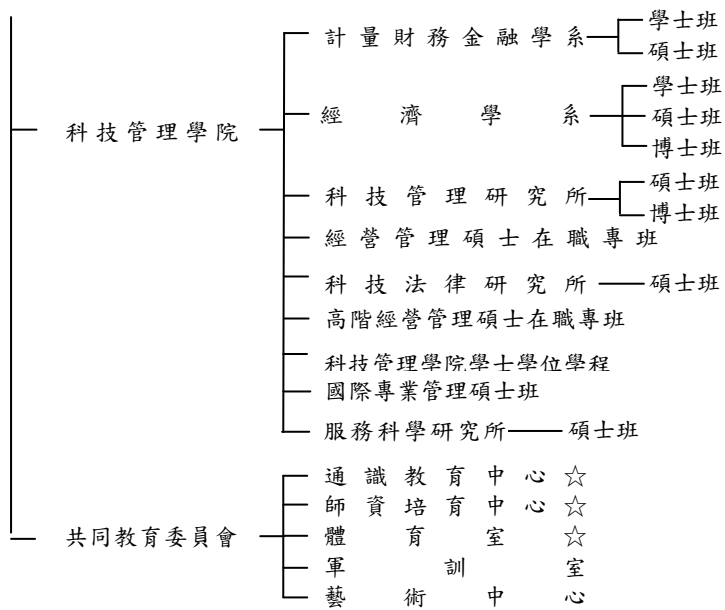 計量財務金融學系 學士班
碩士班
科技管理學院 經濟學系 學士班
碩士班
博士班
科技管理研究所 碩士班
博士班
經營管理碩士在職專班
科技法律研究所 碩士班
高階經營管理碩士在職專班
科技管理學院學士學位學程
國際專業管理碩士班
服務科學研究所 碩士班
共同教育委員會 通識教育中心☆
師資培育中心☆
體育室☆
軍訓室
藝術中心